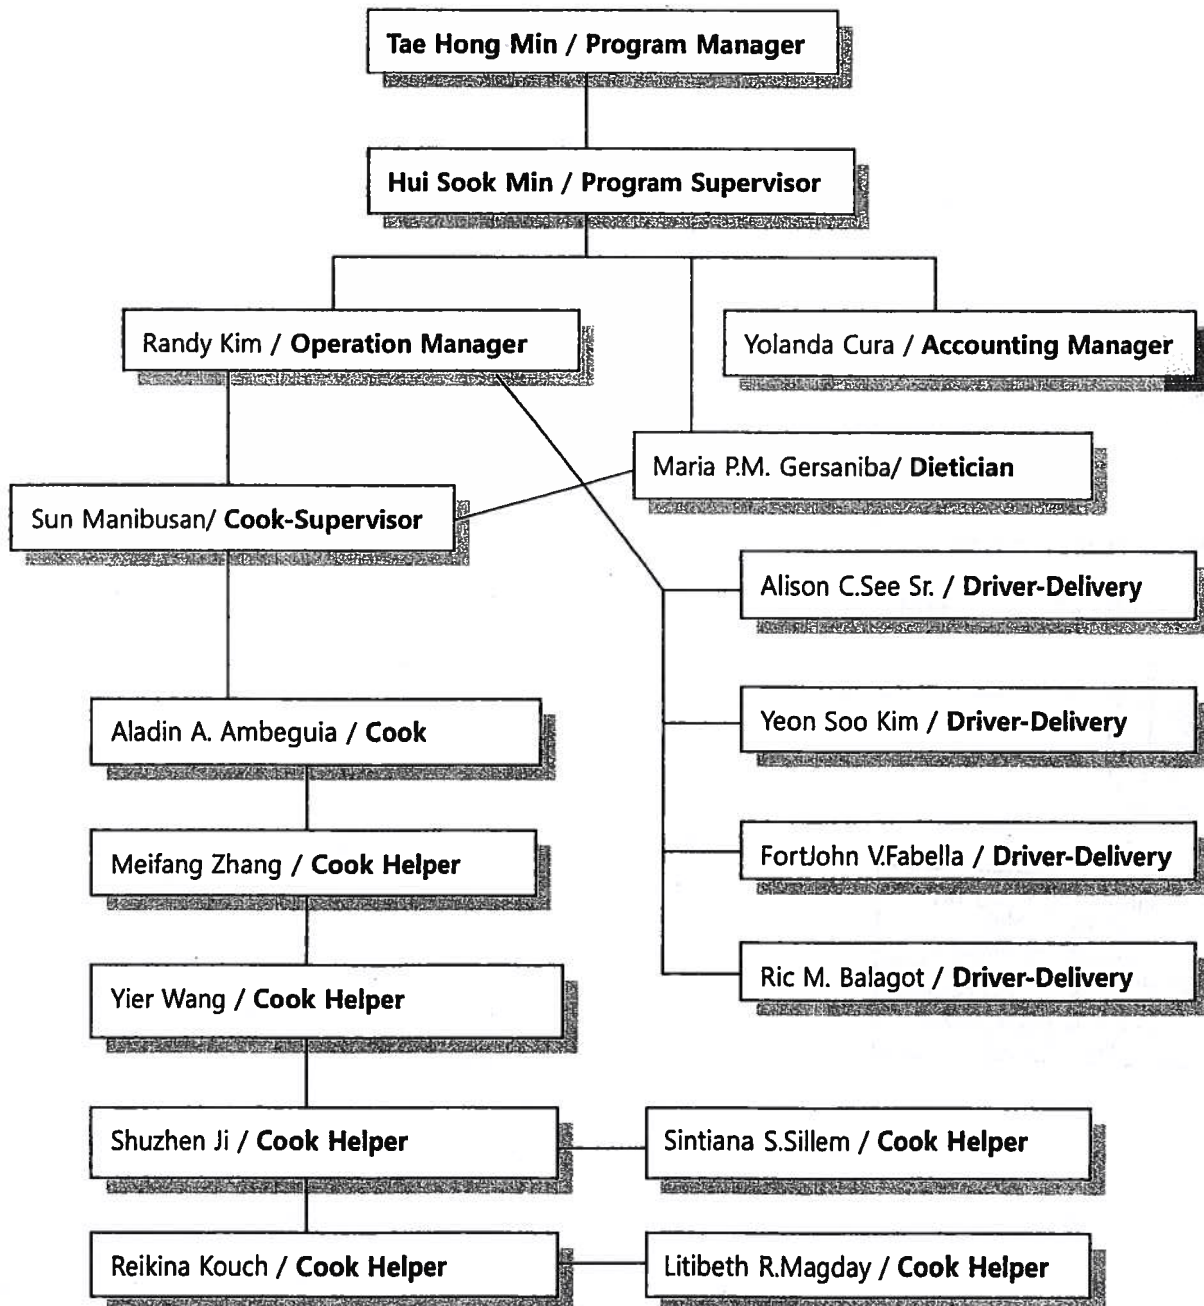 Tae Hong Min / Program Manager
Hui Sook Min / Program Supervisor
Randy Kim / Operation Manager
Yolanda Cura / Accounting Manager
Maria P.M. Gersaniba/ Dietician
Sun Manibusan/ Cook-Supervisor
Alison C.See Sr. / Driver-Delivery
Aladin A. Ambeguia / Cook
Yeon Soo Kim / Driver-Delivery
Meifang Zhang / Cook Helper
FortJohn V.Fabella / Driver-Delivery
Yier Wang / Cook Helper
Ric M. Balagot / Driver-Delivery
Shuzhen Ji / Cook Helper
Sintiana S.Sillem / Cook Helper
Reikina Kouch / Cook Helper
Litibeth R.Magday / Cook Helper